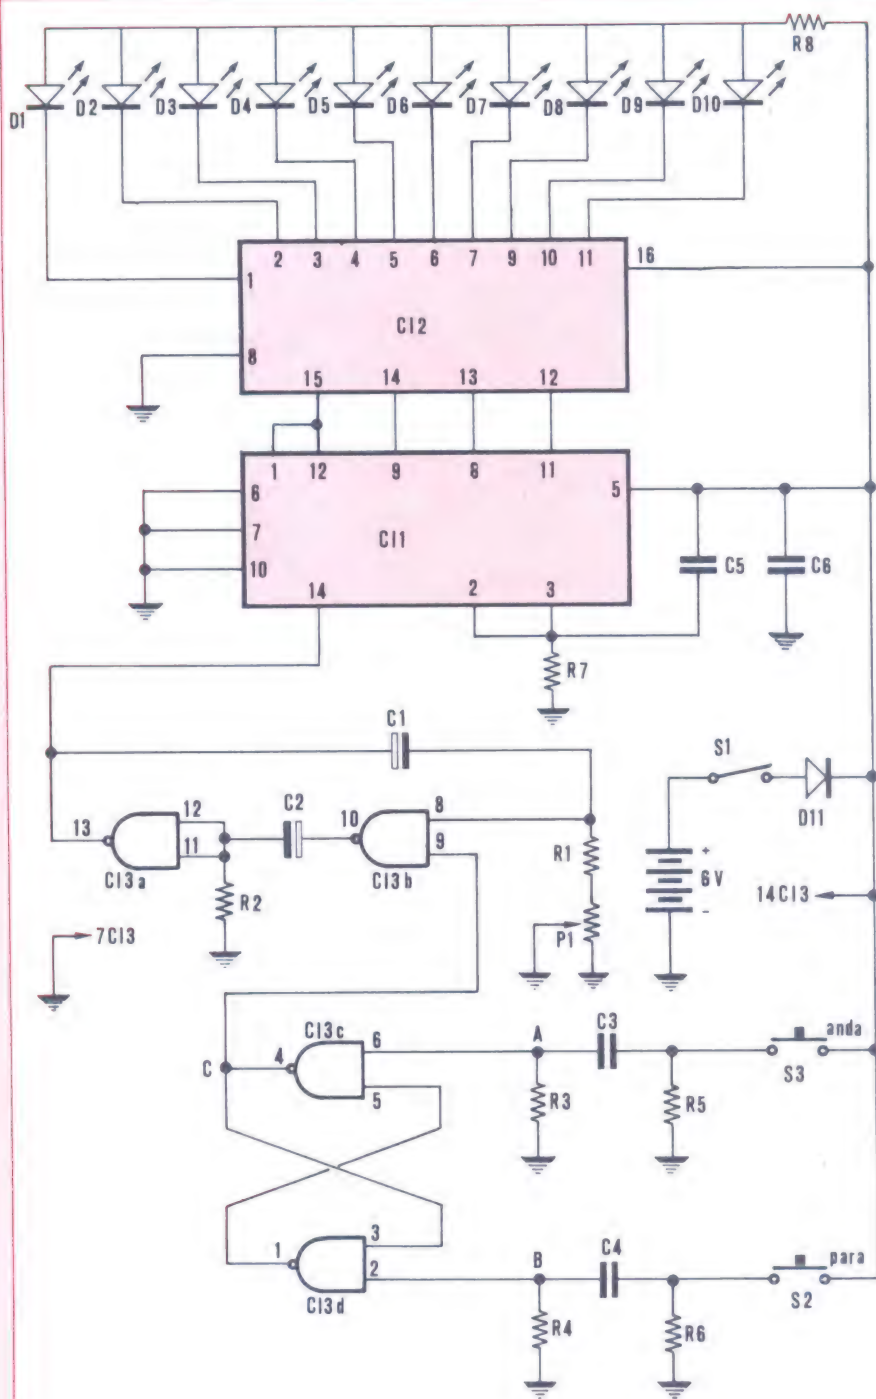 R8
D1 D2 D3 D4 D5 D6 D7 D8 D9 D10
2 3 4 5 6 7 9 10 11
16
1
CI2
8
15 14 13 12
1 12 9 8 11
6
5
7
CI1
C5 C6
10
14 2 3
R7
C1
S1
C2
12
8
13
10
D11
11
9
CI3a
CI3b
R1
+
6V
R2
14CI3
7CI3
P1
-
CI3c
A
C3
anda
6
C
4
S3
5
R3
R5
3
B
C4
para
1
2
S2
CI3d
R4
R6